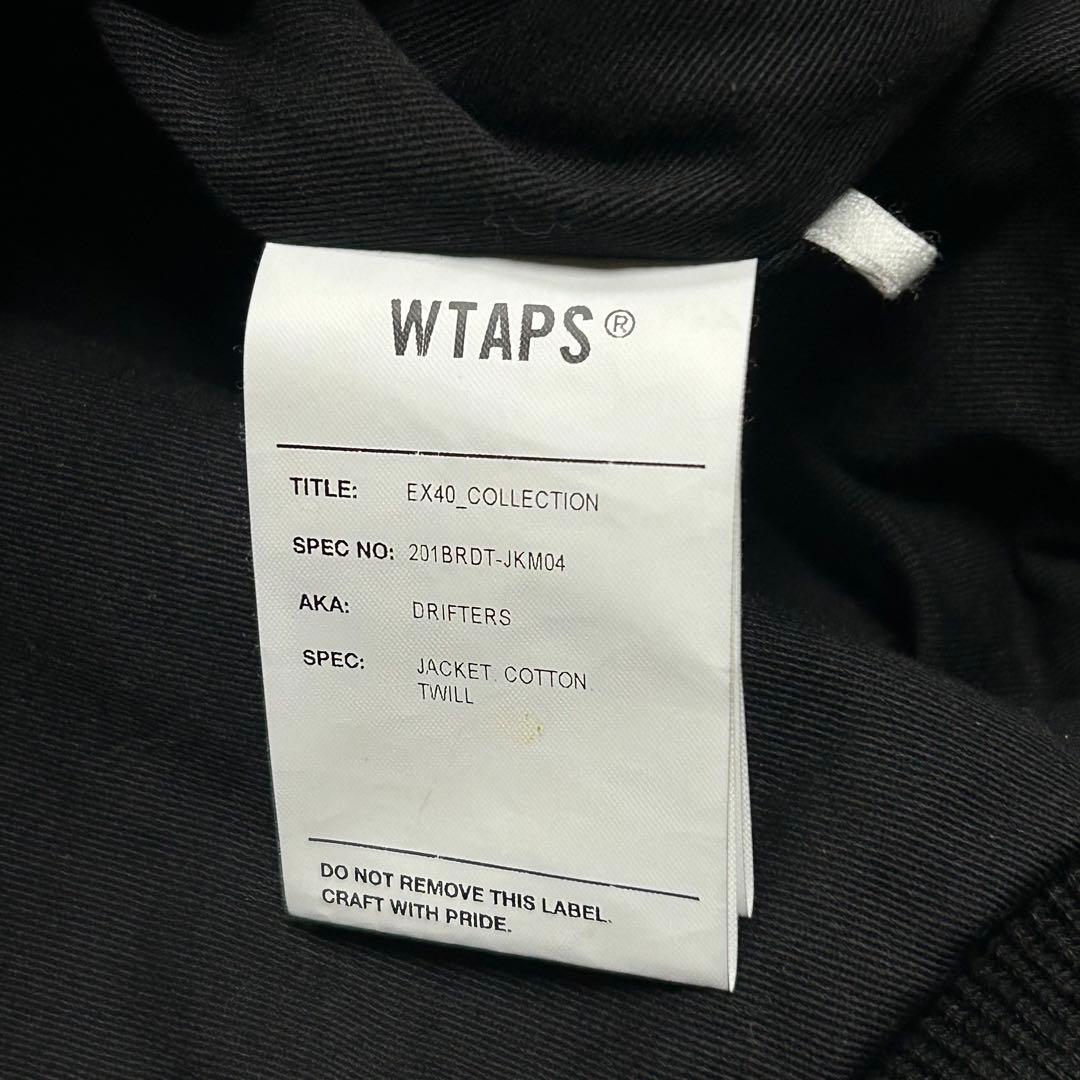 WTAPS®
TITLE: EX40_COLLECTION
SPEC NO: 201BRDT-JKM04
AKA: DRIFTERS
SPEC: JACKET. COTTON.
TWILL
DO NOT REMOVE THIS LABEL.
CRAFT WITH PRIDE.